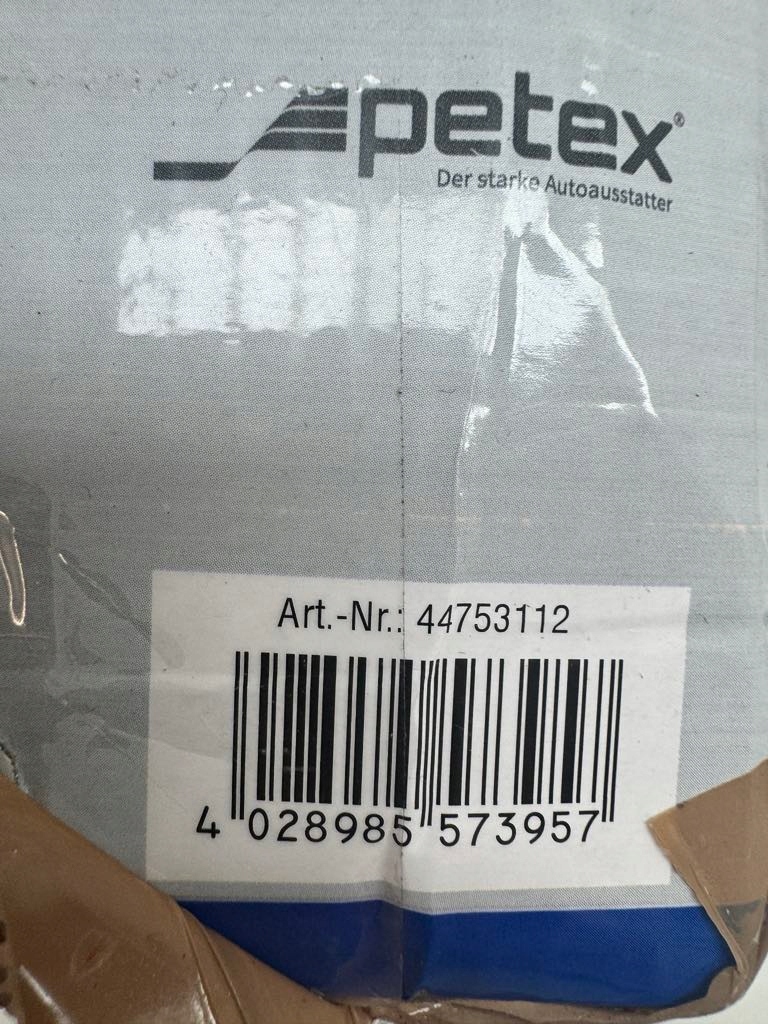 petex®
Der starke Autoausstatter
Art.-Nr.: 44753112
4 028985 573957